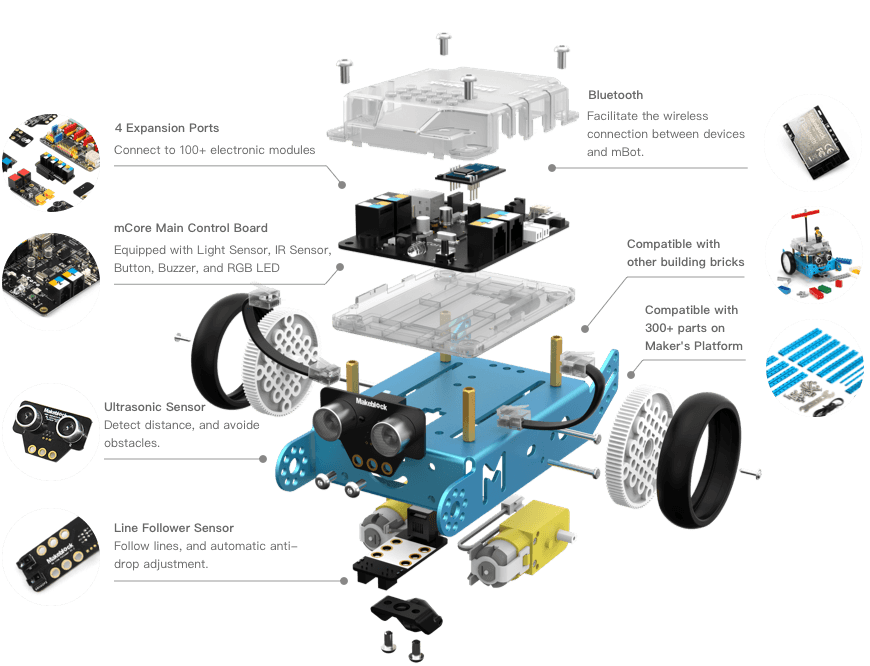 4 Expansion Ports
Connect to 100+ electronic modules
mCore Main Control Board
Equipped with Light Sensor, IR Sensor,
Button, Buzzer, and RGB LED
Ultrasonic Sensor
Detect distance, and avoide
obstacles.
Line Follower Sensor
Follow lines, and automatic anti-
drop adjustment.
Bluetooth
Facilitate the wireless
connection between devices
and mBot.
Compatible with
other building bricks
Compatible with
300+ parts on
Maker's Platform
Makeblock
M
Makeblock
Makeblock